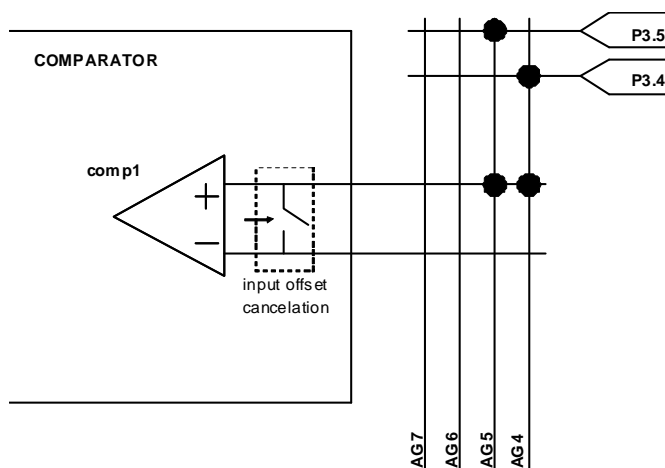 P3.5
COMPARATOR
P3.4
comp1
+
−
input offset
cancelation
AG7
AG6
AG5
AG4